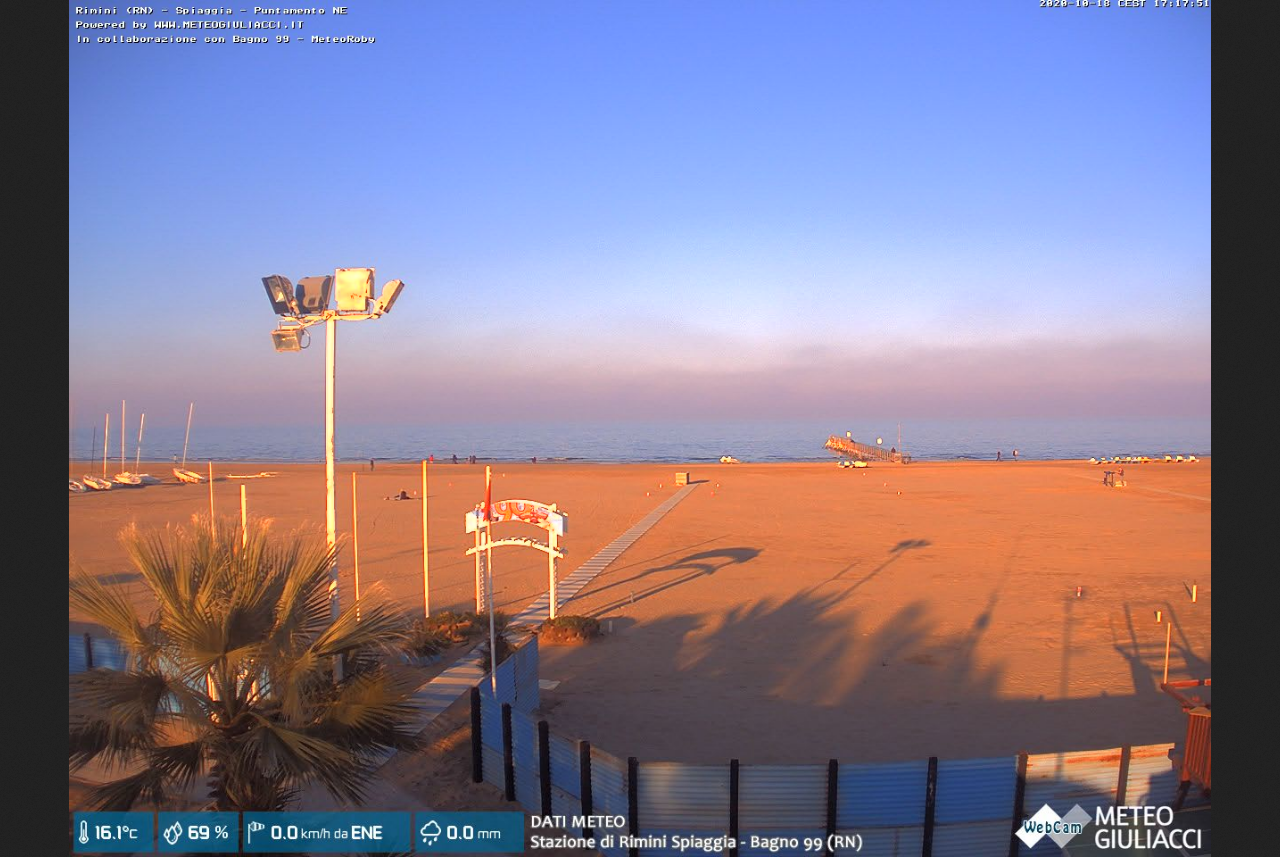 Rimini (RN) - Spiaggia - Puntamento NE
2020-10-18 CEST 17:17:51
Powered by WWW.METEOGIULIACCI.IT
In collaborazione con Bagno 99 - MeteoRoby
16.1°C
69 %
0.0 km/h da ENE
0.0 mm
DATI METEO
Stazione di Rimini Spiaggia - Bagno 99 (RN)
WebCam
METEO
GIULIACCI